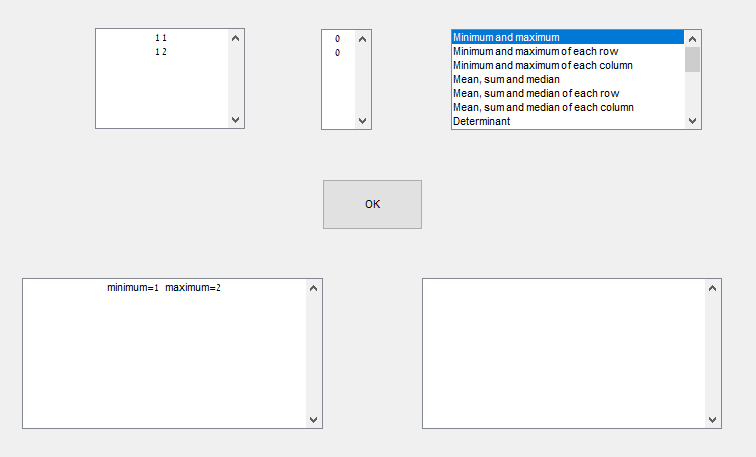 1 1
1 2
0
0
Minimum and maximum
Minimum and maximum of each row
Minimum and maximum of each column
Mean, sum and median
Mean, sum and median of each row
Mean, sum and median of each column
Determinant
OK
minimum=1  maximum=2